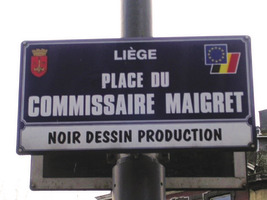 LIÈGE
PLACE DU
COMMISSAIRE MAIGRET
NOIR DESSIN PRODUCTION